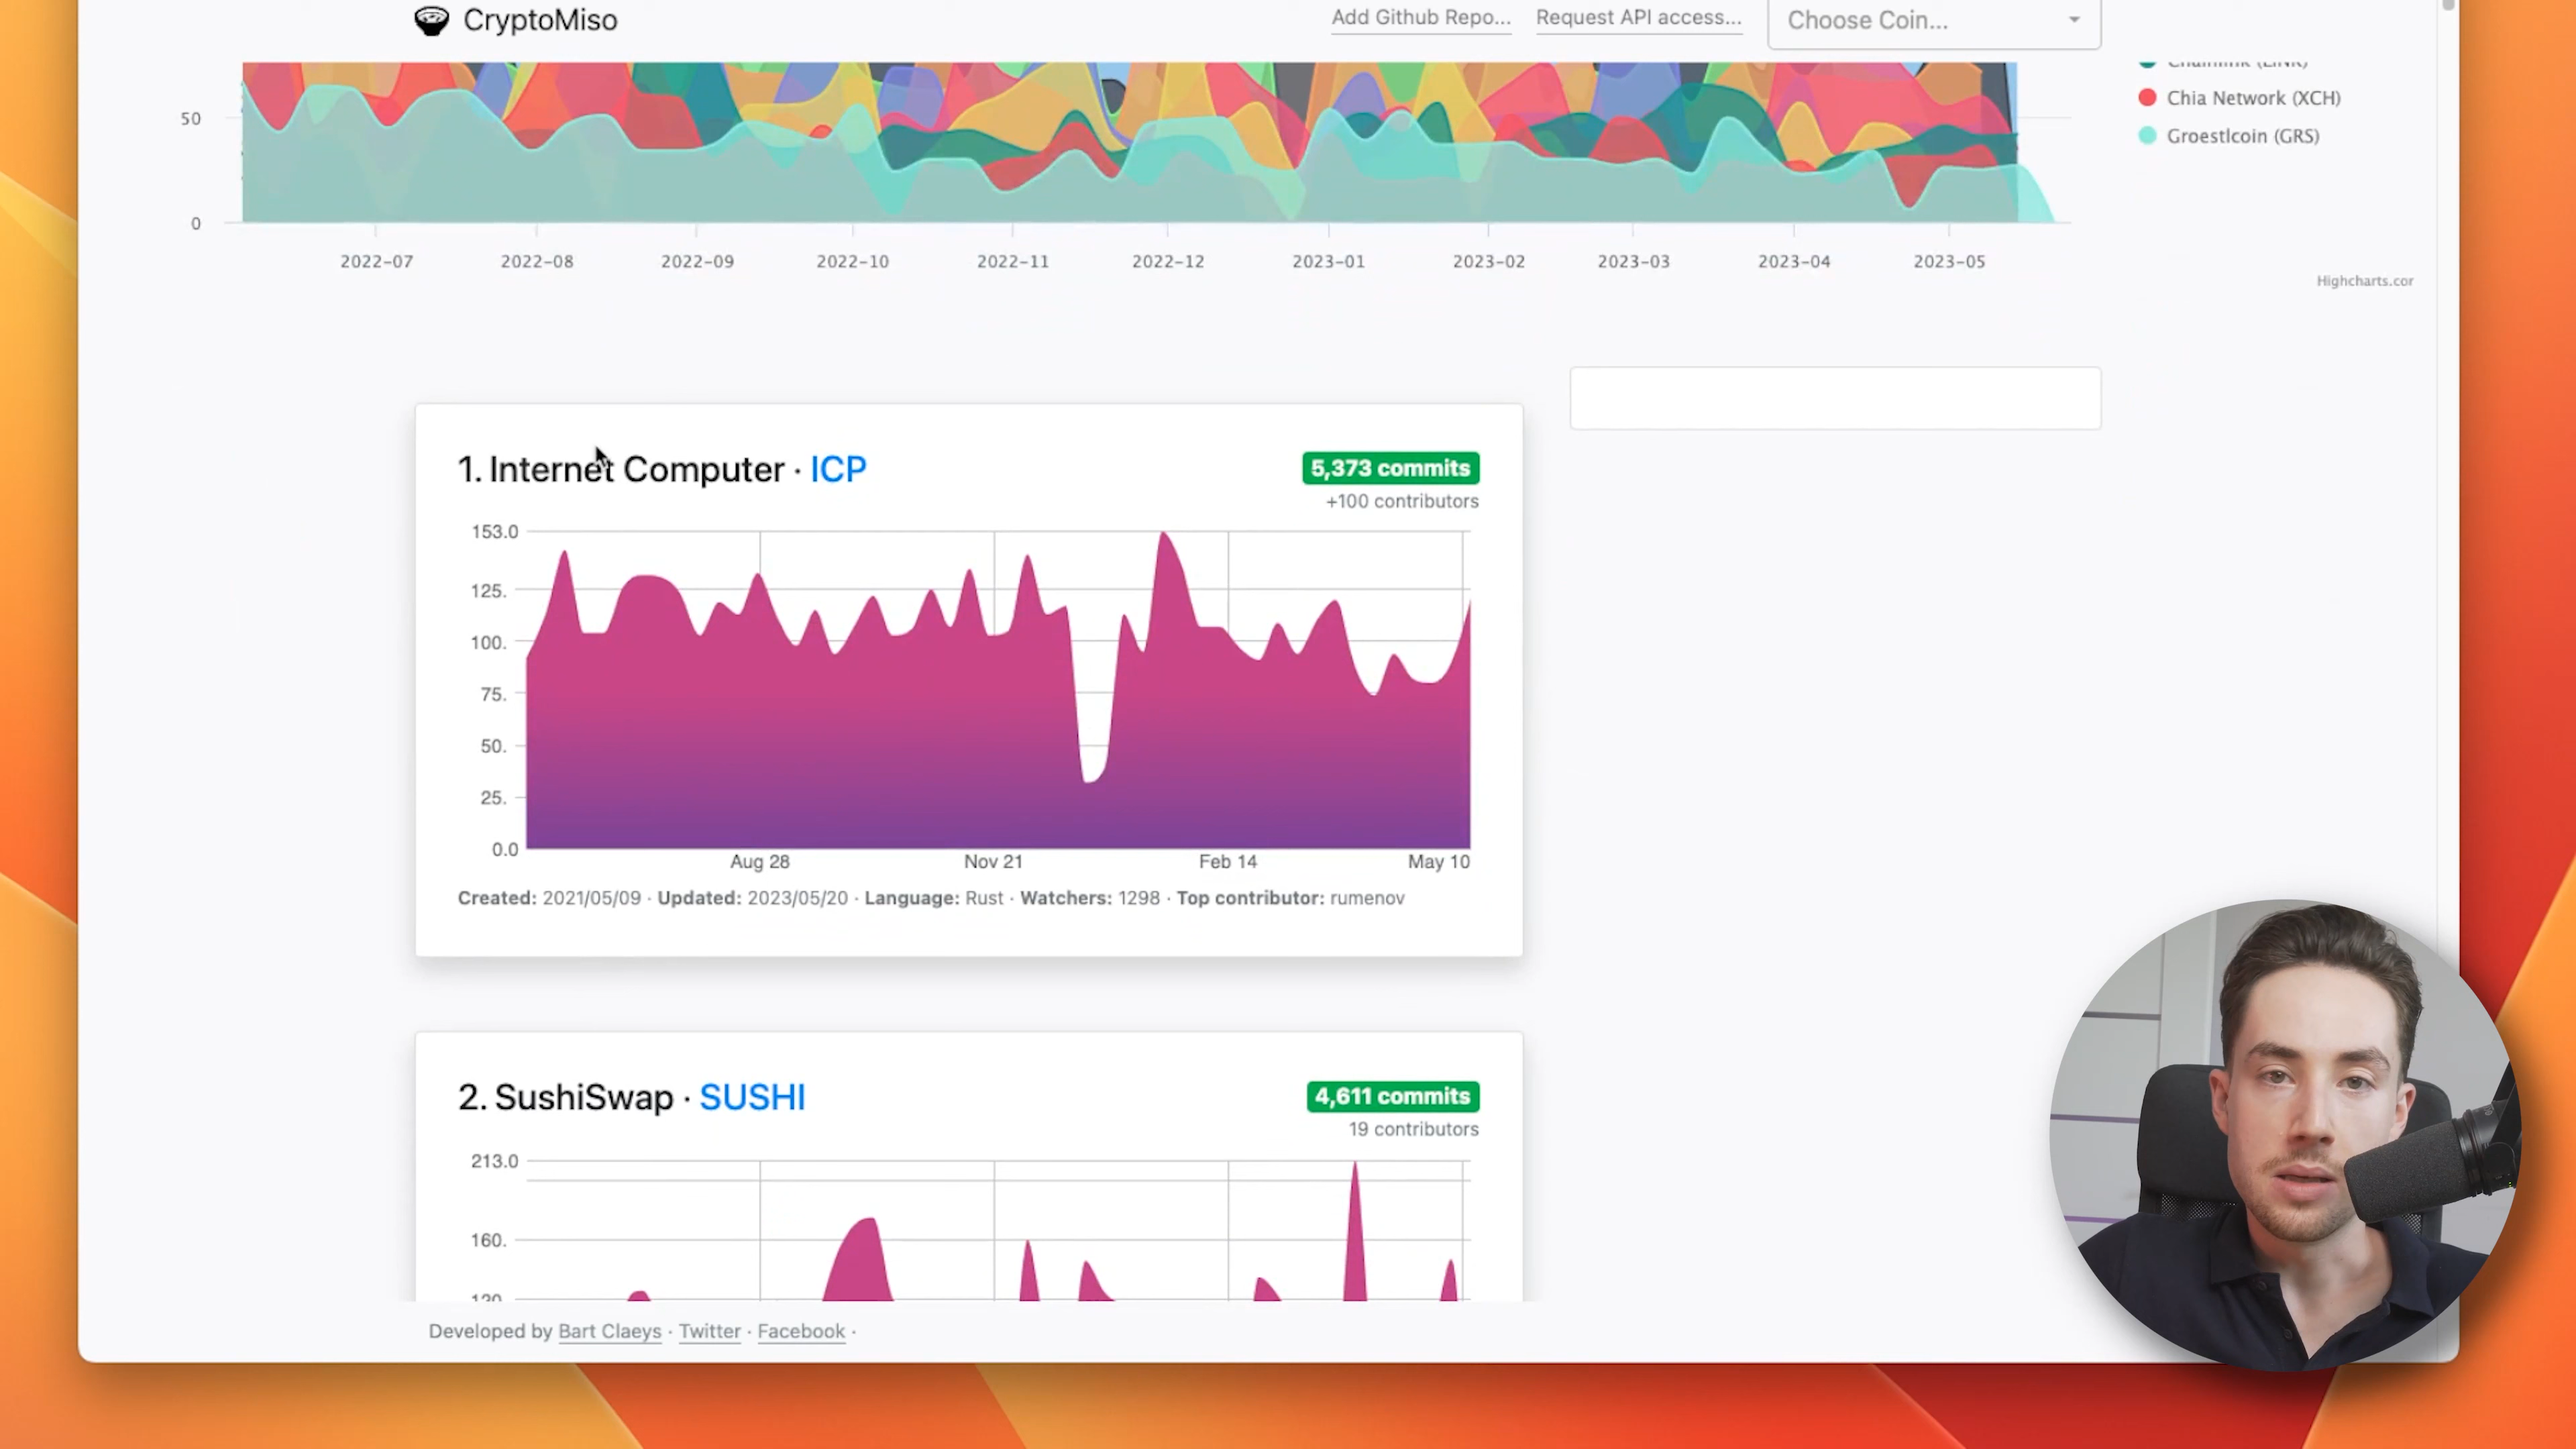 CryptoMiso
Add Github Repo...
Request API access...
Choose Coin...
Chainlink (LINK)
50
Chia Network (XCH)
Groestlcoin (GRS)
0
2022-07
2022-08
2022-09
2022-10
2022-11
2022-12
2023-01
2023-02
2023-03
2023-04
2023-05
Highcharts.cor
1. Internet Computer · ICP
5,373 commits
+100 contributors
153.0
125.
100.
75.
50.
25.
0.0
Aug 28
Nov 21
Feb 14
May 10
Created: 2021/05/09 · Updated: 2023/05/20 · Language: Rust · Watchers: 1298 · Top contributor: rumenov
2. SushiSwap · SUSHI
4,611 commits
19 contributors
213.0
160.
120
Developed by Bart Claeys · Twitter · Facebook ·